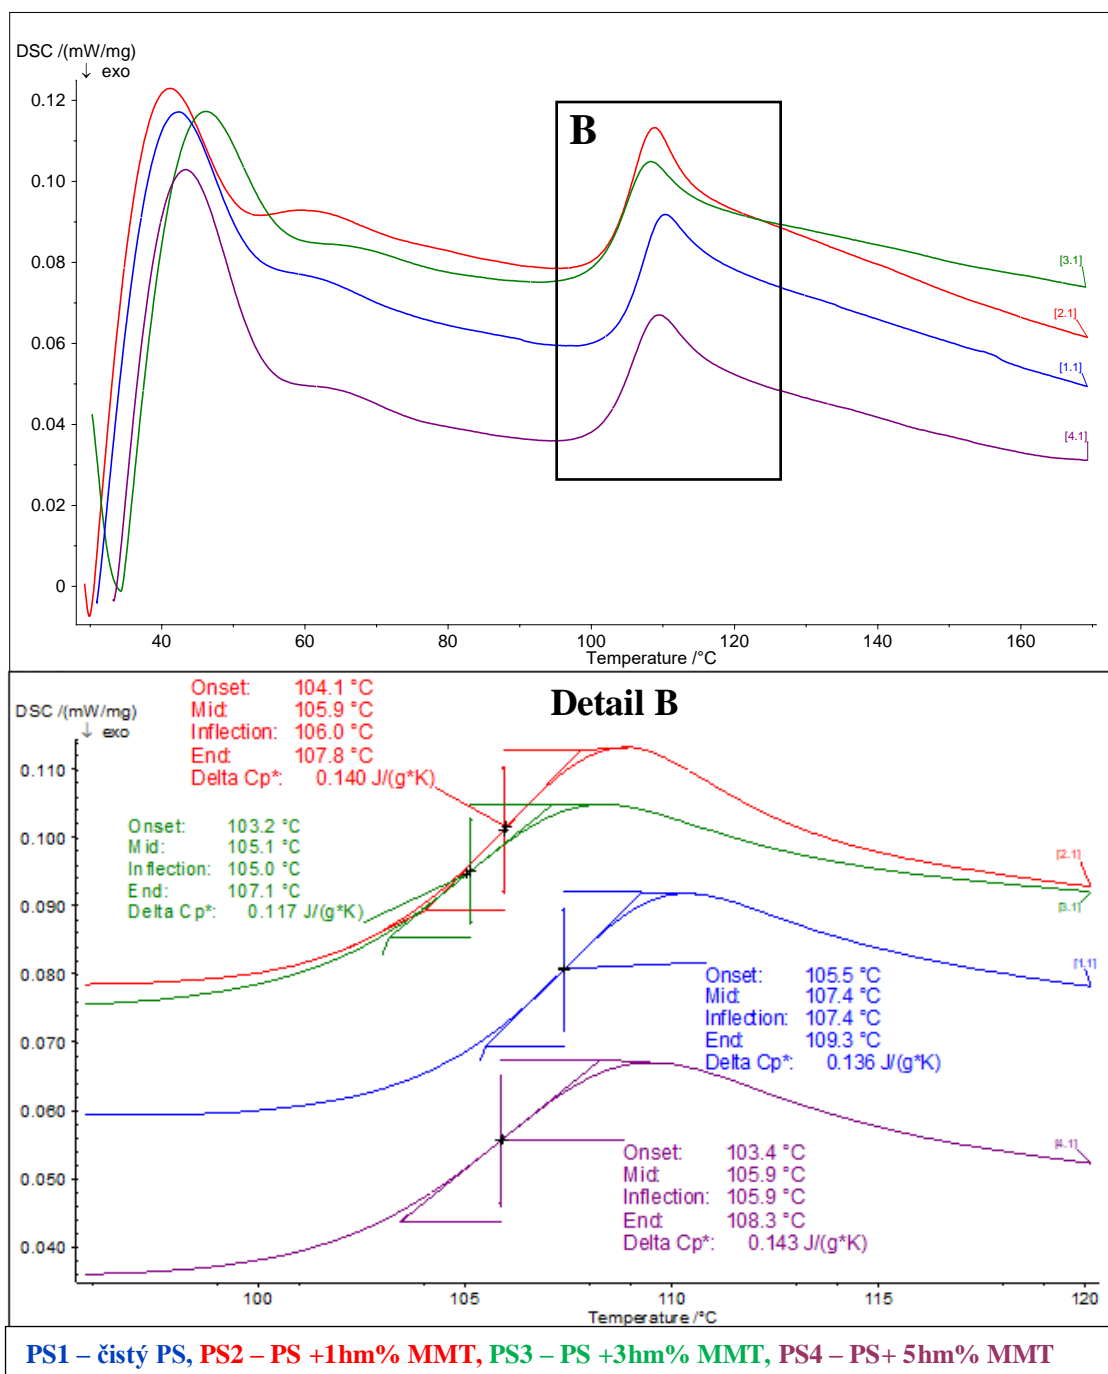 DSC /(mW/mg)
↓ exo
B
0.12
0.10
0.08
0.06
0.04
0.02
0
[3.1]
[2.1]
[1.1]
[4.1]
40 60 80 100 120 140 160
Temperature /°C
Detail B
DSC /(mW/mg)
↓ exo
Onset: 104.1 °C
Mid: 105.9 °C
Inflection: 106.0 °C
End: 107.8 °C
Delta Cp*: 0.140 J/(g*K)
Onset: 103.2 °C
Mid: 105.1 °C
Inflection: 105.0 °C
End: 107.1 °C
Delta Cp*: 0.117 J/(g*K)
Onset: 105.5 °C
Mid: 107.4 °C
Inflection: 107.4 °C
End: 109.3 °C
Delta Cp*: 0.136 J/(g*K)
Onset: 103.4 °C
Mid: 105.9 °C
Inflection: 105.9 °C
End: 108.3 °C
Delta Cp*: 0.143 J/(g*K)
0.110
0.100
0.090
0.080
0.070
0.060
0.050
0.040
[2.1]
[3.1]
[1.1]
[4.1]
100 105 110 115 120
Temperature /°C
PS1 – čistý PS, PS2 – PS +1hm% MMT, PS3 – PS +3hm% MMT, PS4 – PS+ 5hm% MMT